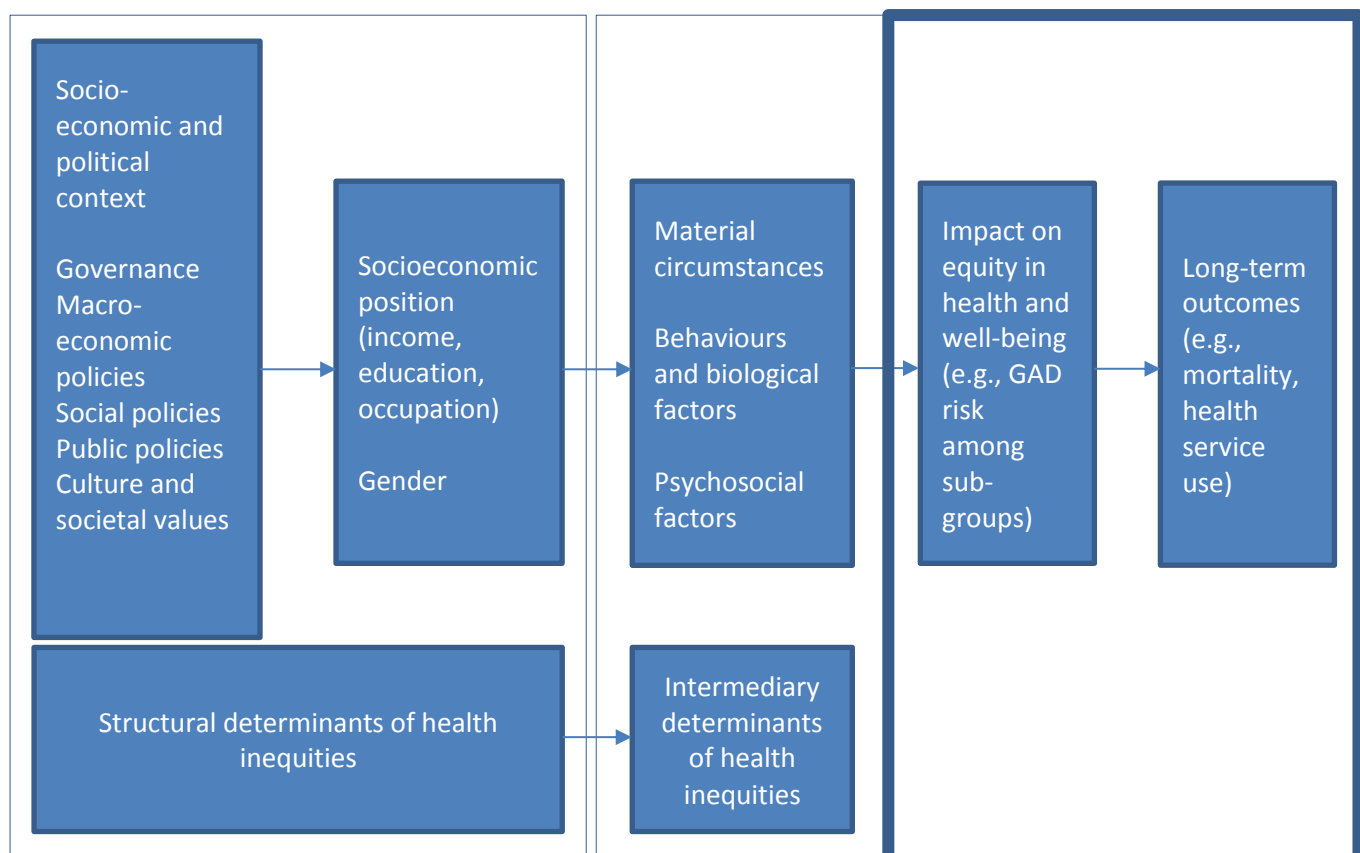 Socio-
economic and
political
context
Governance
Macro-
economic
policies
Social policies
Public policies
Culture and
societal values
Socioeconomic
position
(income,
education,
occupation)
Gender
Material
circumstances
Behaviours
and biological
factors
Psychosocial
factors
Impact on
equity in
health and
well-being
(e.g., GAD
risk
among
sub-
groups)
Long-term
outcomes
(e.g.,
mortality,
health
service
use)
Structural determinants of health
inequities
Intermediary
determinants
of health
inequities